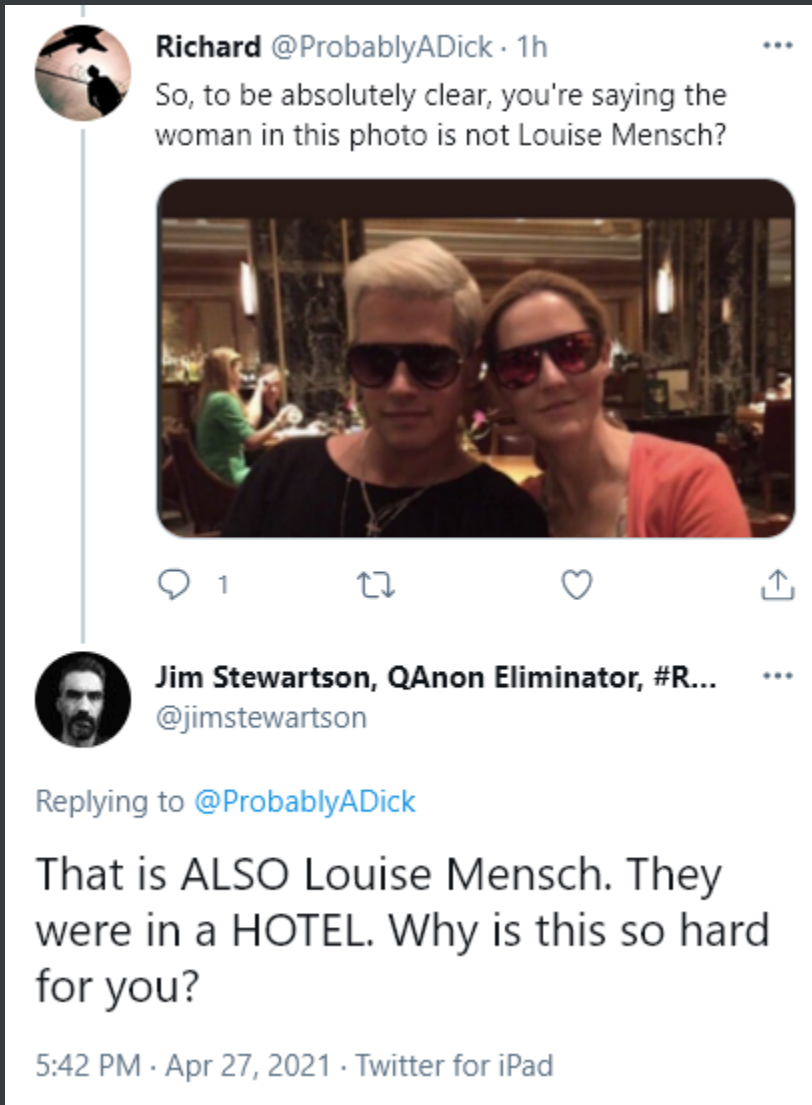 Richard @ProbablyADick · 1h
So, to be absolutely clear, you're saying the
woman in this photo is not Louise Mensch?
1
Jim Stewartson, QAnon Eliminator, #R...
@jimstewartson
Replying to @ProbablyADick
That is ALSO Louise Mensch. They
were in a HOTEL. Why is this so hard
for you?
5:42 PM · Apr 27, 2021 · Twitter for iPad